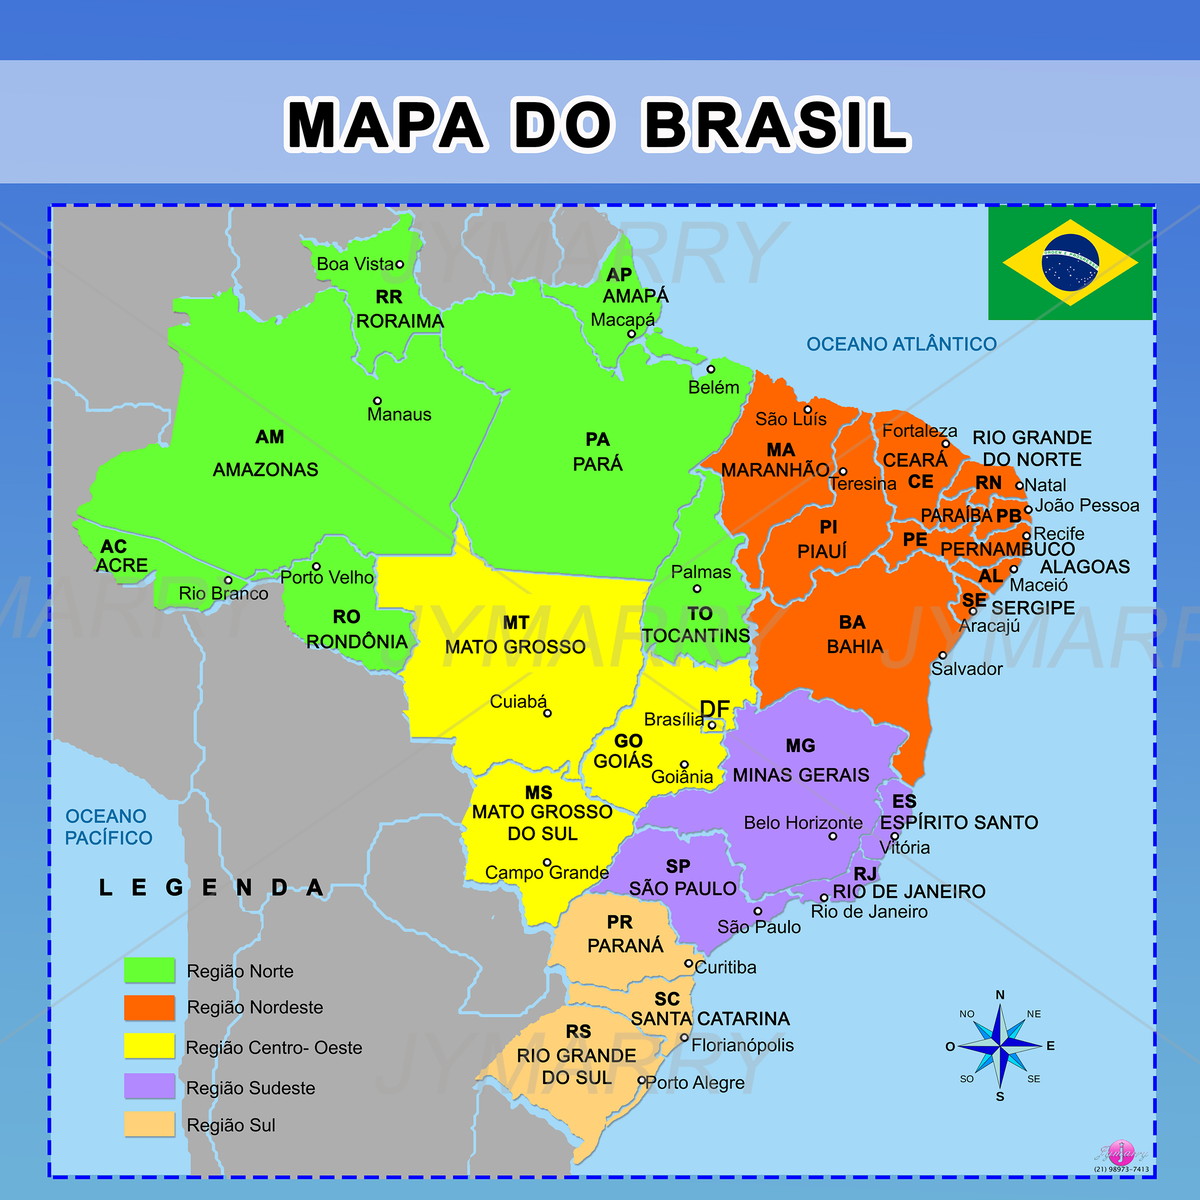 MAPA DO BRASIL
JYMARRY
Boa Vista
RR
RORAIMA
AP
AMAPÁ
Macapá
OCEANO ATLÂNTICO
Belém
Manaus
AM
AMAZONAS
PA
PARÁ
São Luís
MA
MARANHÃO
Teresina
Fortaleza
CEARÁ
CE
RIO GRANDE
DO NORTE
RN
Natal
João Pessoa
PARAÍBA PB
Recife
PI
PIAUÍ
PE
PERNAMBUCO
ALAGOAS
AL
Maceió
SE
SERGIPE
Aracajú
AC
ACRE
Rio Branco
Porto Velho
RO
RONDÔNIA
Palmas
TO
TOCANTINS
MT
MATO GROSSO
Cuiabá
BA
BAHIA
Salvador
JYMARRY
DF
Brasília
GO
GOIÁS
Goiânia
MG
MINAS GERAIS
Belo Horizonte
MS
MATO GROSSO
DO SUL
Campo Grande
ES
ESPÍRITO SANTO
Vitória
OCEANO
PACÍFICO
SP
SÃO PAULO
São Paulo
RJ
RIO DE JANEIRO
Rio de Janeiro
PR
PARANÁ
Curitiba
SC
SANTA CATARINA
Florianópolis
RS
RIO GRANDE
DO SUL
Porto Alegre
JYMARRY
LEGENDA
Região Norte
Região Nordeste
Região Centro- Oeste
Região Sudeste
Região Sul
N
NO NE
O E
SO SE
S
Jymarry
(21) 98973-7413